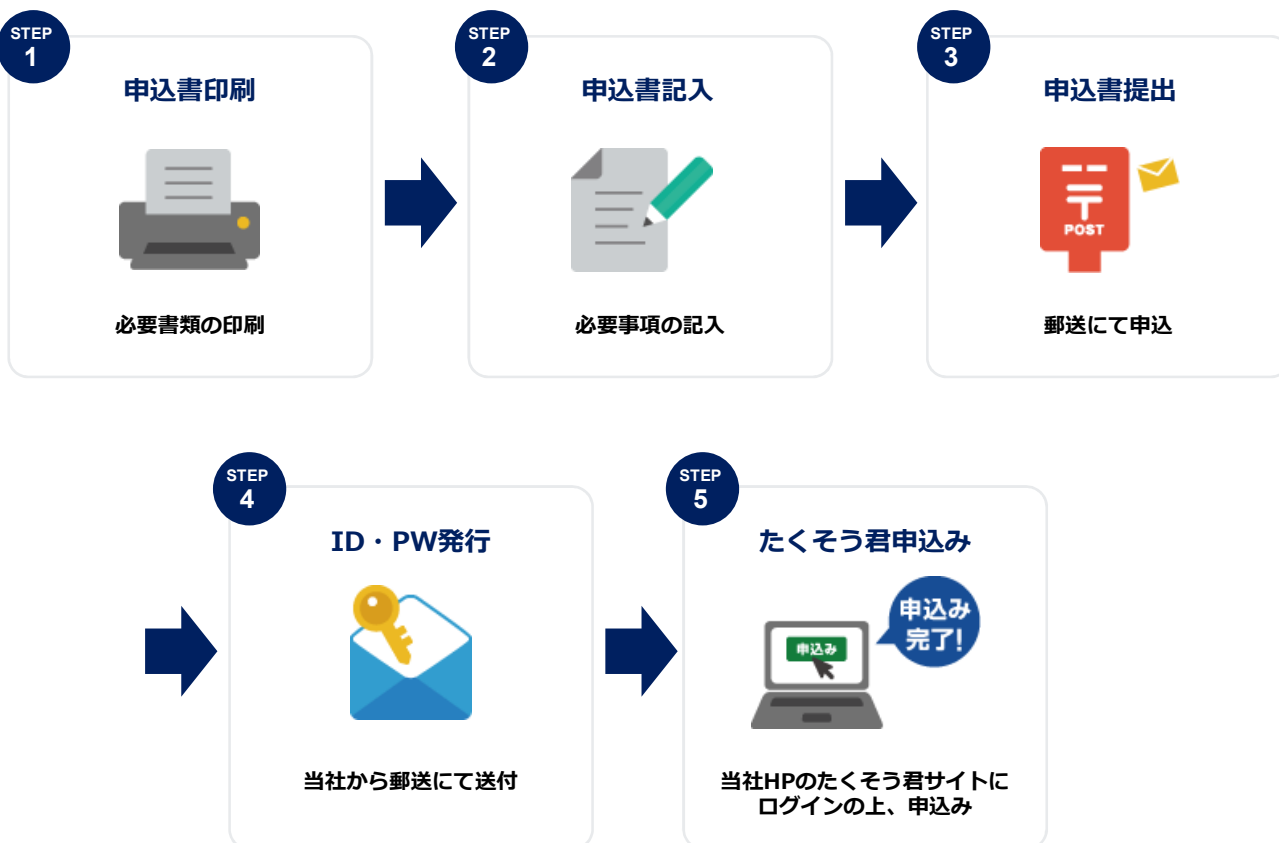 STEP
1
申込書印刷
必要書類の印刷
STEP
2
申込書記入
必要事項の記入
STEP
3
申込書提出
POST
郵送にて申込
STEP
4
ID・PW発行
当社から郵送にて送付
STEP
5
たくそう君申込み
申込み
完了!
申込み
当社HPのたくそう君サイトに
ログインの上、申込み